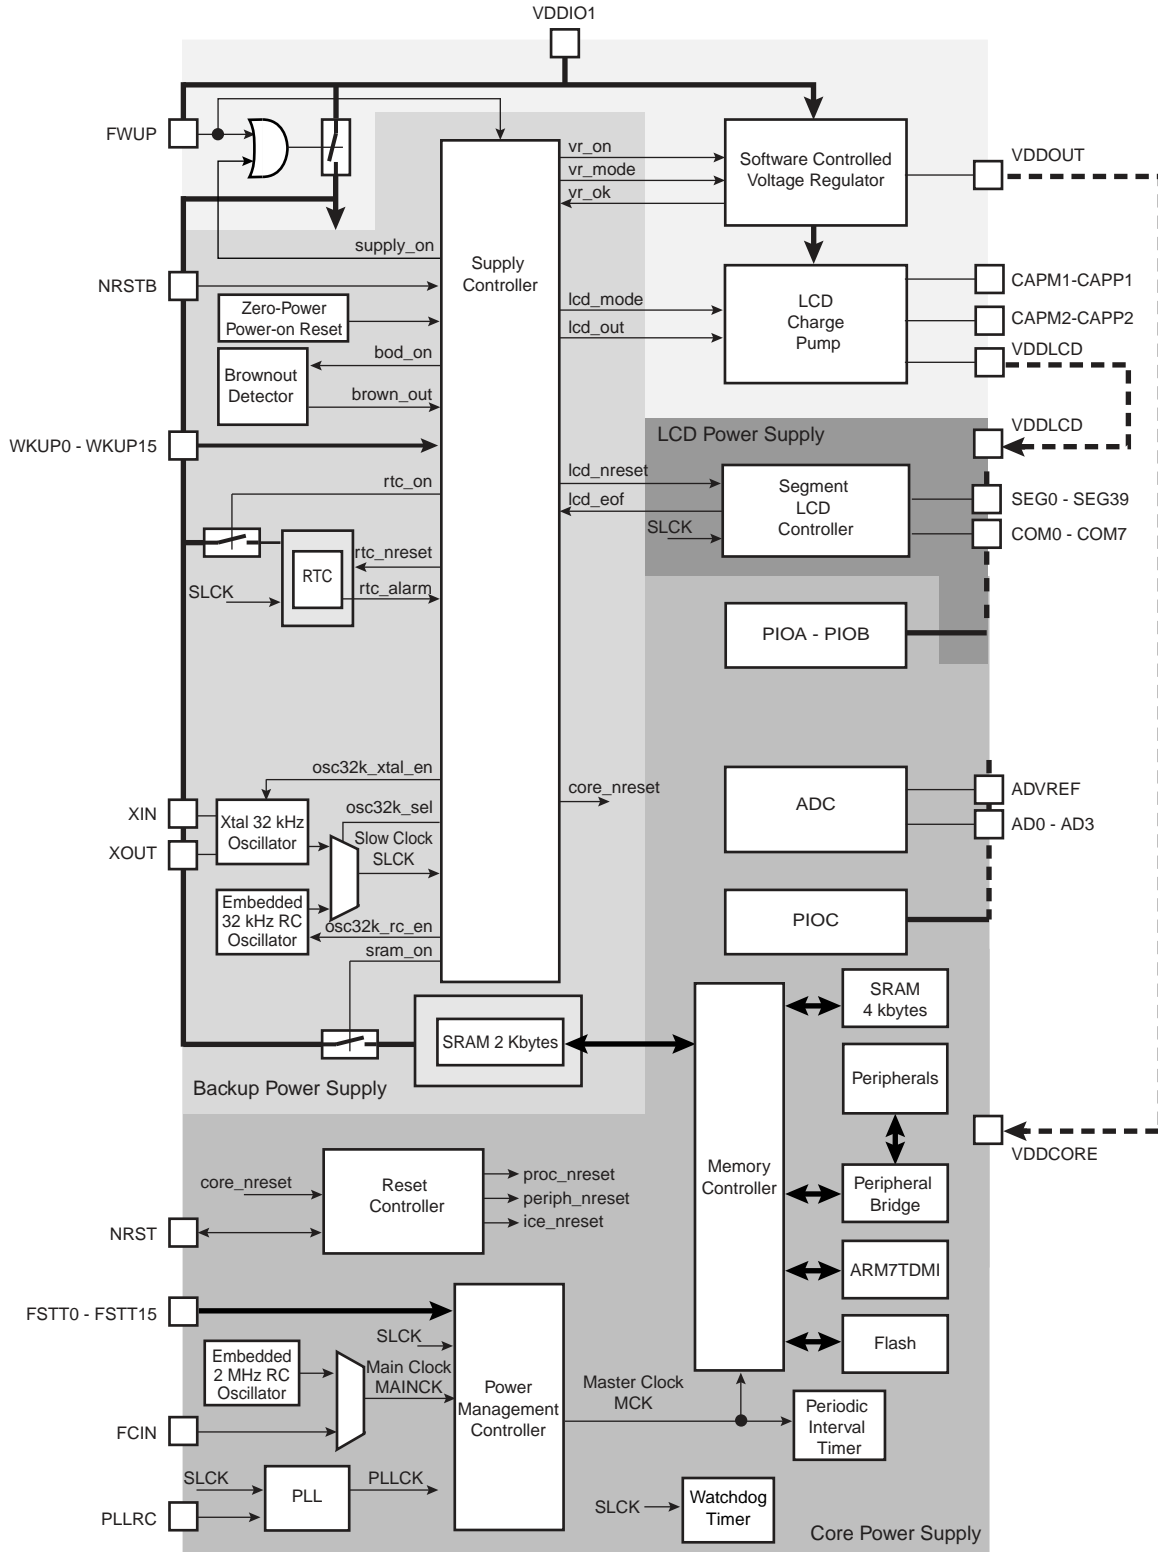 VDDIO1
FWUP
vr_on
vr_mode
vr_ok
Software Controlled
Voltage Regulator
VDDOUT
supply_on
Supply
Controller
NRSTB
Zero-Power
Power-on Reset
lcd_mode
lcd_out
LCD
Charge
Pump
CAPM1-CAPP1
CAPM2-CAPP2
VDDLCD
bod_on
Brownout
Detector
brown_out
VDDLCD
LCD Power Supply
WKUP0 - WKUP15
rtc_on
lcd_nreset
lcd_eof
SLCK
Segment
LCD
Controller
SEG0 - SEG39
COM0 - COM7
rtc_nreset
RTC
rtc_alarm
SLCK
PIOA - PIOB
osc32k_xtal_en
core_nreset
ADC
ADVREF
AD0 - AD3
XIN
XOUT
Xtal 32 kHz
Oscillator
osc32k_sel
Slow Clock
SLCK
Embedded
32 kHz RC
Oscillator
osc32k_rc_en
sram_on
PIOC
SRAM
4 kbytes
SRAM 2 Kbytes
Backup Power Supply
Peripherals
VDDCORE
Memory
Controller
Peripheral
Bridge
core_nreset
Reset
Controller
proc_nreset
periph_nreset
ice_nreset
NRST
ARM7TDMI
FSTT0 - FSTT15
SLCK
Flash
Embedded
2 MHz RC
Oscillator
Main Clock
MAINCK
Power
Management
Controller
Master Clock
MCK
Periodic
Interval
Timer
FCIN
SLCK
PLL
PLLCK
PLLRC
SLCK
Watchdog
Timer
Core Power Supply